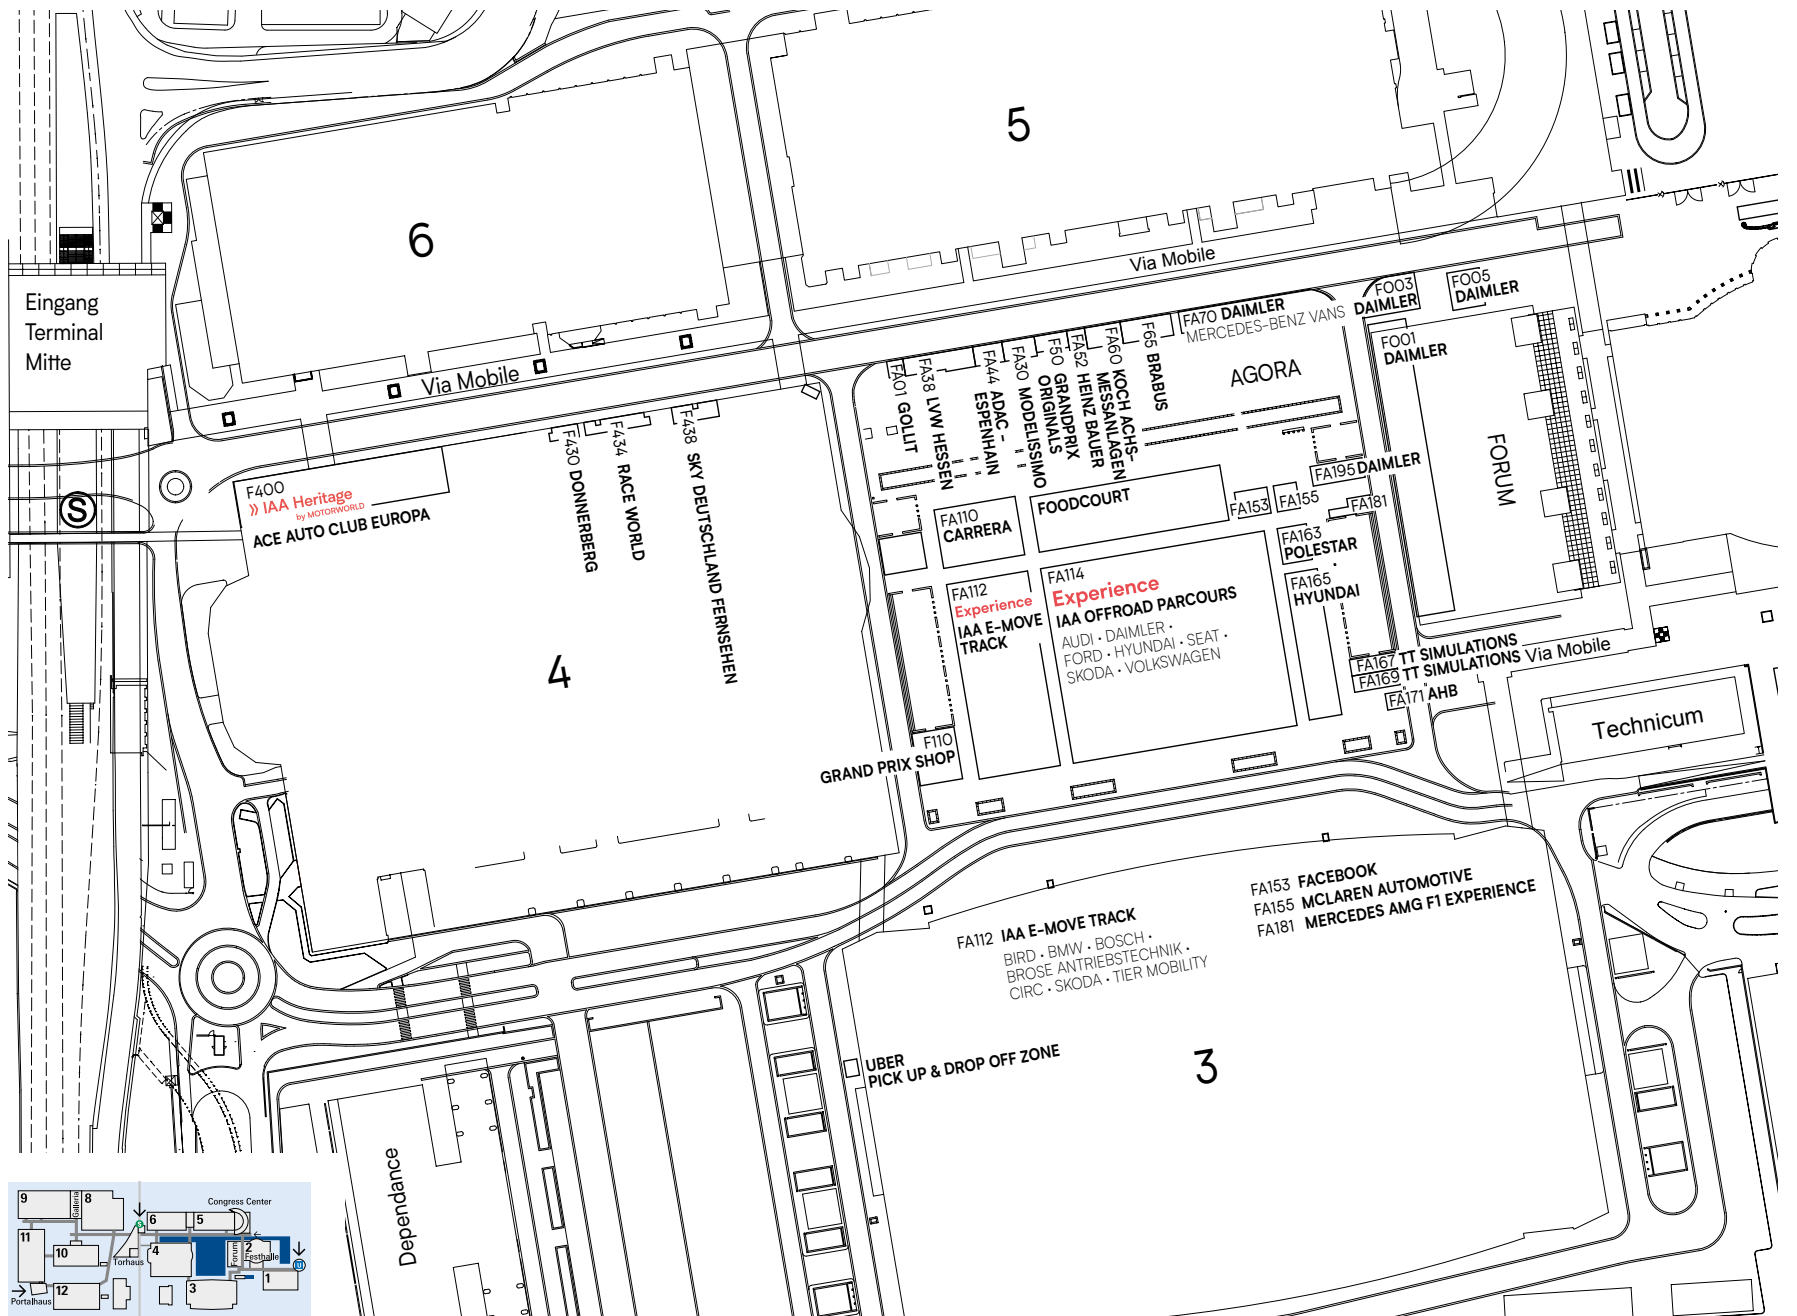 5
6
Eingang
Terminal
Mitte
Via Mobile
Via Mobile
FA70 DAIMLER
MERCEDES-BENZ VANS
F003
DAIMLER
F005
DAIMLER
F001
DAIMLER
AGORA
FORUM
FA01 GOLLIT
FA38 LVW HESSEN
FA44 ADAC –
ESPENHAIN
FA30 MODELISSIMO
F50 GRANDPRIX
ORIGINALS
FA52 HEINZ BAUER
FA60 KOCH ACHS-
MESSANLAGEN
F65 BRABUS
F430 DONNERBERG
F434 RACE WORLD
F438 SKY DEUTSCHLAND FERNSEHEN
F400
IAA Heritage
by MOTORWORLD
ACE AUTO CLUB EUROPA
S
FA195 DAIMLER
FA153
FA155
FA181
FOODCOURT
FA110
CARRERA
FA163
POLESTAR
FA165
HYUNDAI
FA112
Experience
IAA E-MOVE
TRACK
FA114
Experience
IAA OFFROAD PARCOURS
AUDI · DAIMLER ·
FORD · HYUNDAI · SEAT ·
SKODA · VOLKSWAGEN
FA167 TT SIMULATIONS
FA169 TT SIMULATIONS
FA171 AHB
Via Mobile
Technicum
4
F110
GRAND PRIX SHOP
FA153 FACEBOOK
FA155 MCLAREN AUTOMOTIVE
FA181 MERCEDES AMG F1 EXPERIENCE
FA112 IAA E-MOVE TRACK
BIRD · BMW · BOSCH ·
BROSE ANTRIEBSTECHNIK ·
CIRC · SKODA · TIER MOBILITY
UBER
PICK UP & DROP OFF ZONE
3
Dependance
9
Galleria
8
Congress Center
6
5
11
10
4
Torhaus
Forum
2
Festhalle
12
3
1
Portalhaus